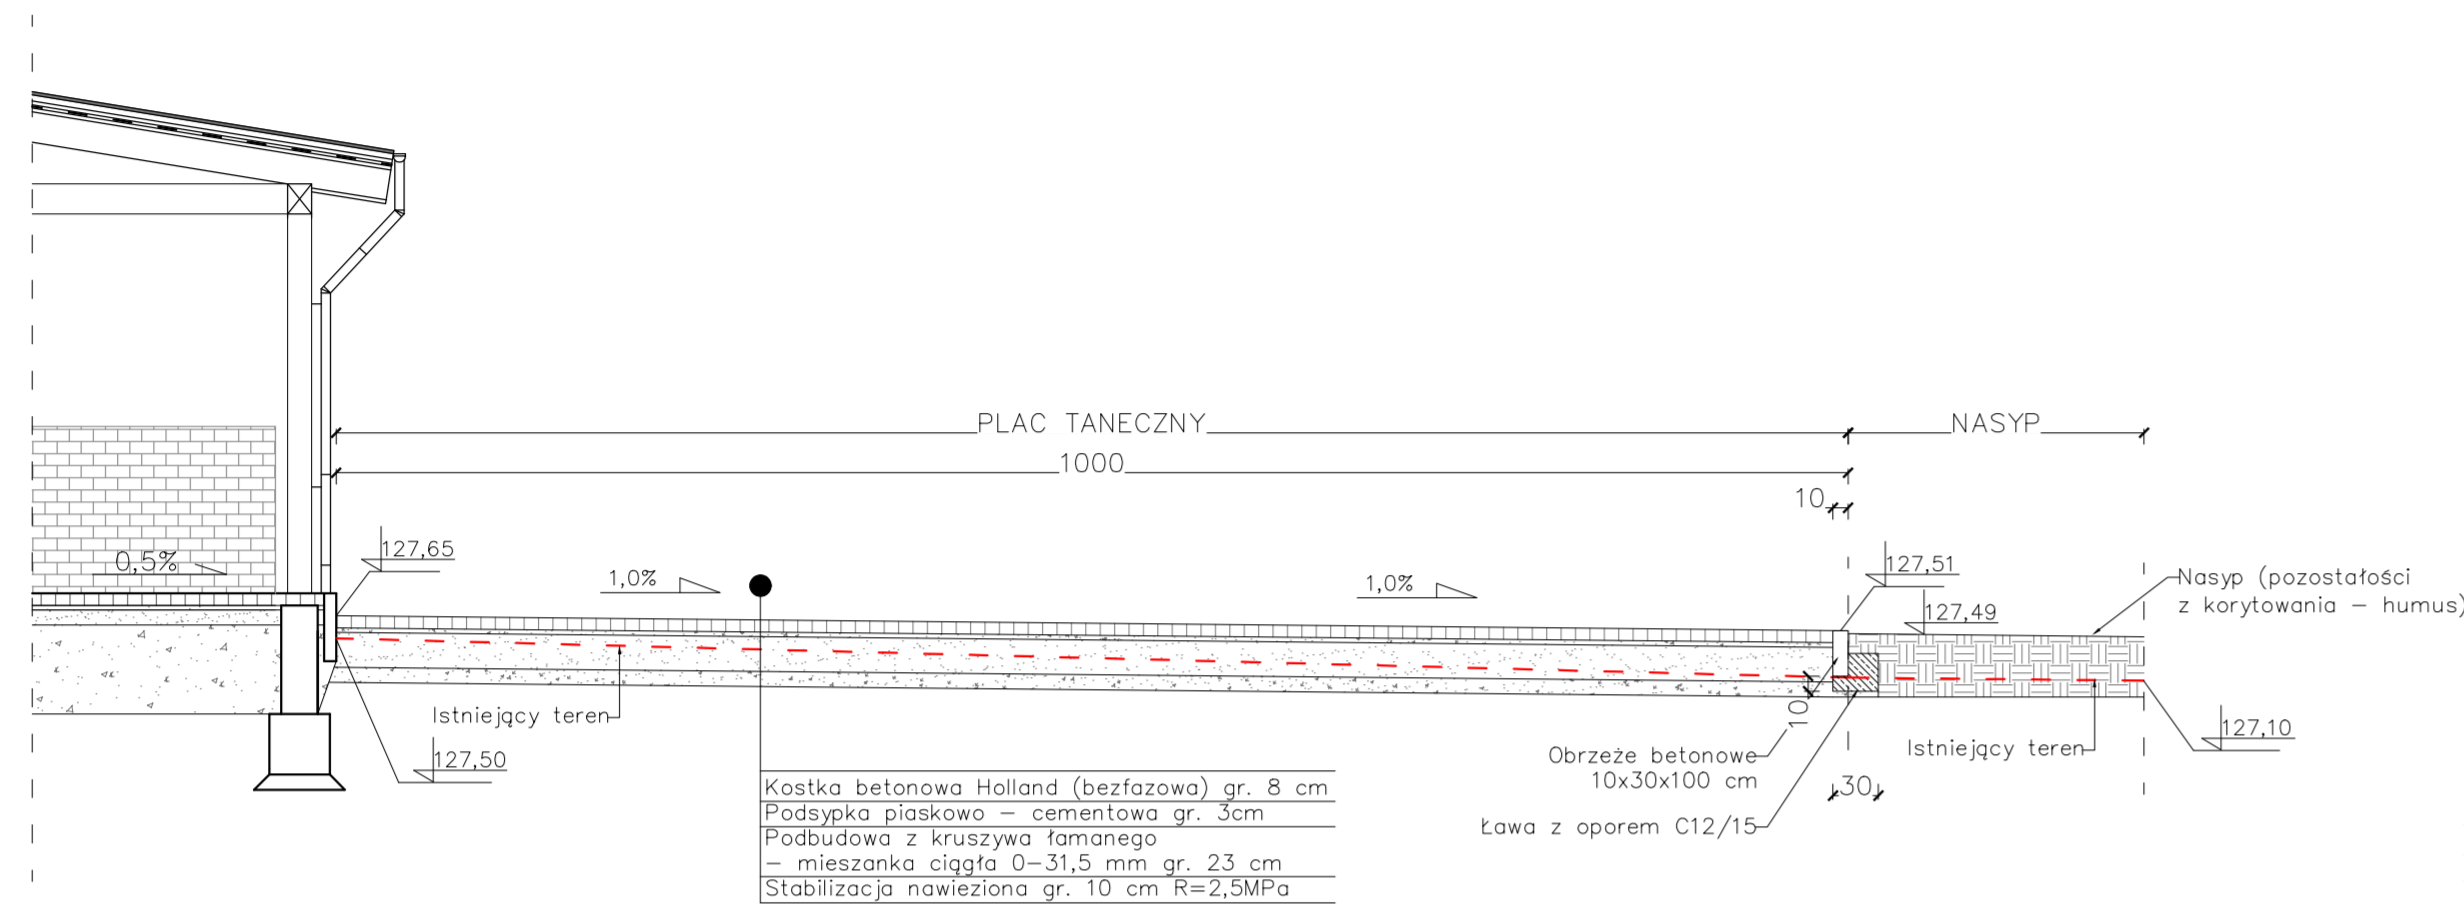 PLAC TANECZNY
NASYP
1000
10
127,65
0,5%
1,0%
1,0%
127,51
127,49
Nasyp (pozostałości
z korytowania – humus)
Istniejący teren
127,50
10
127,10
Istniejący teren
Obrzeże betonowe
10x30x100 cm
30
Ława z oporem C12/15
Kostka betonowa Holland (bezfazowa) gr. 8 cm
Podsypka piaskowo – cementowa gr. 3cm
Podbudowa z kruszywa łamanego
– mieszanka ciągła 0–31,5 mm gr. 23 cm
Stabilizacja nawieziona gr. 10 cm R=2,5MPa